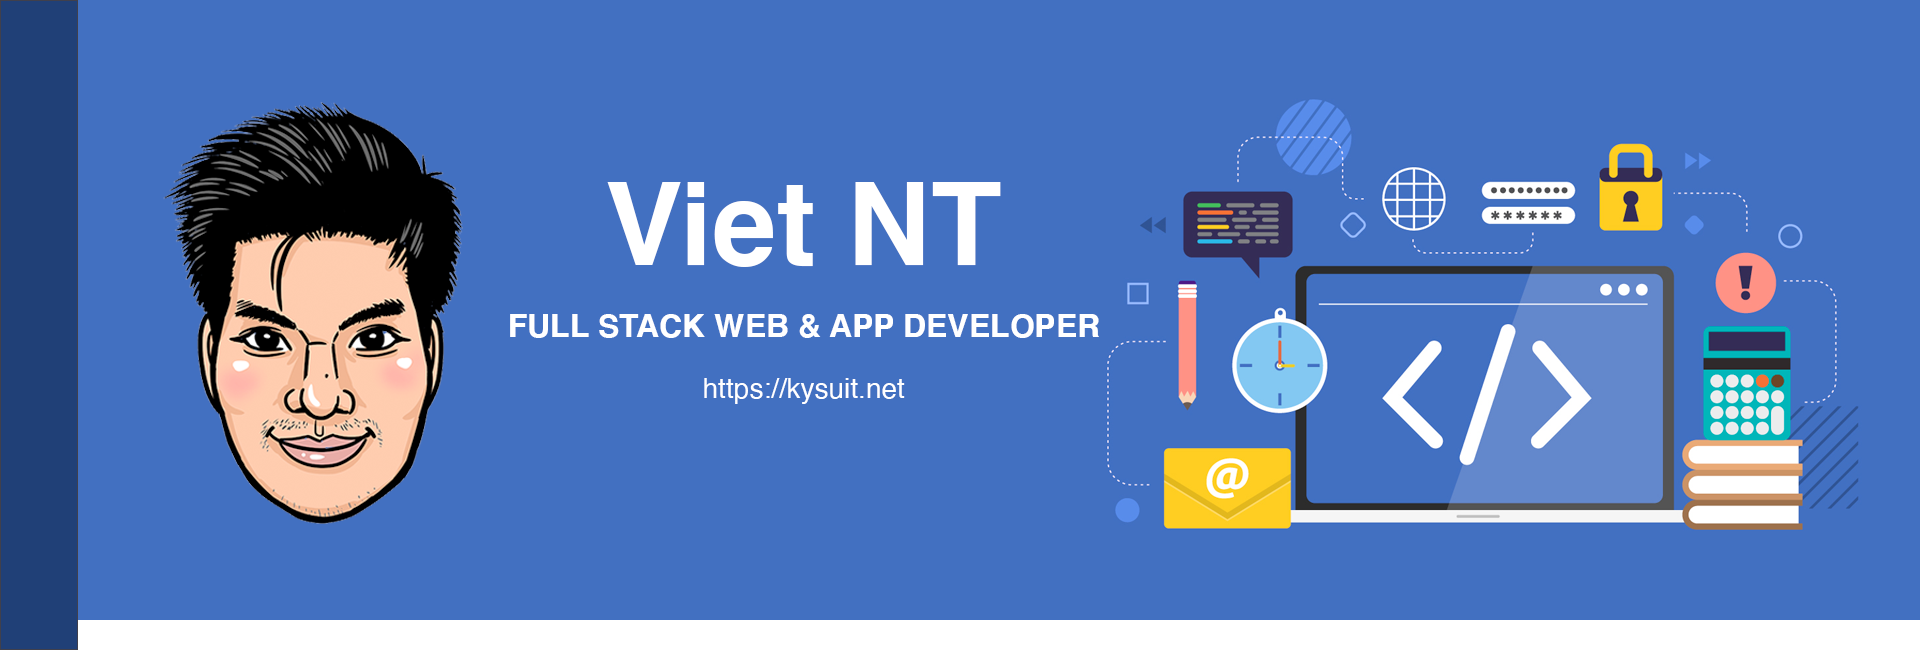 Viet NT
FULL STACK WEB & APP DEVELOPER
https://kysuit.net
******
!
</>
@